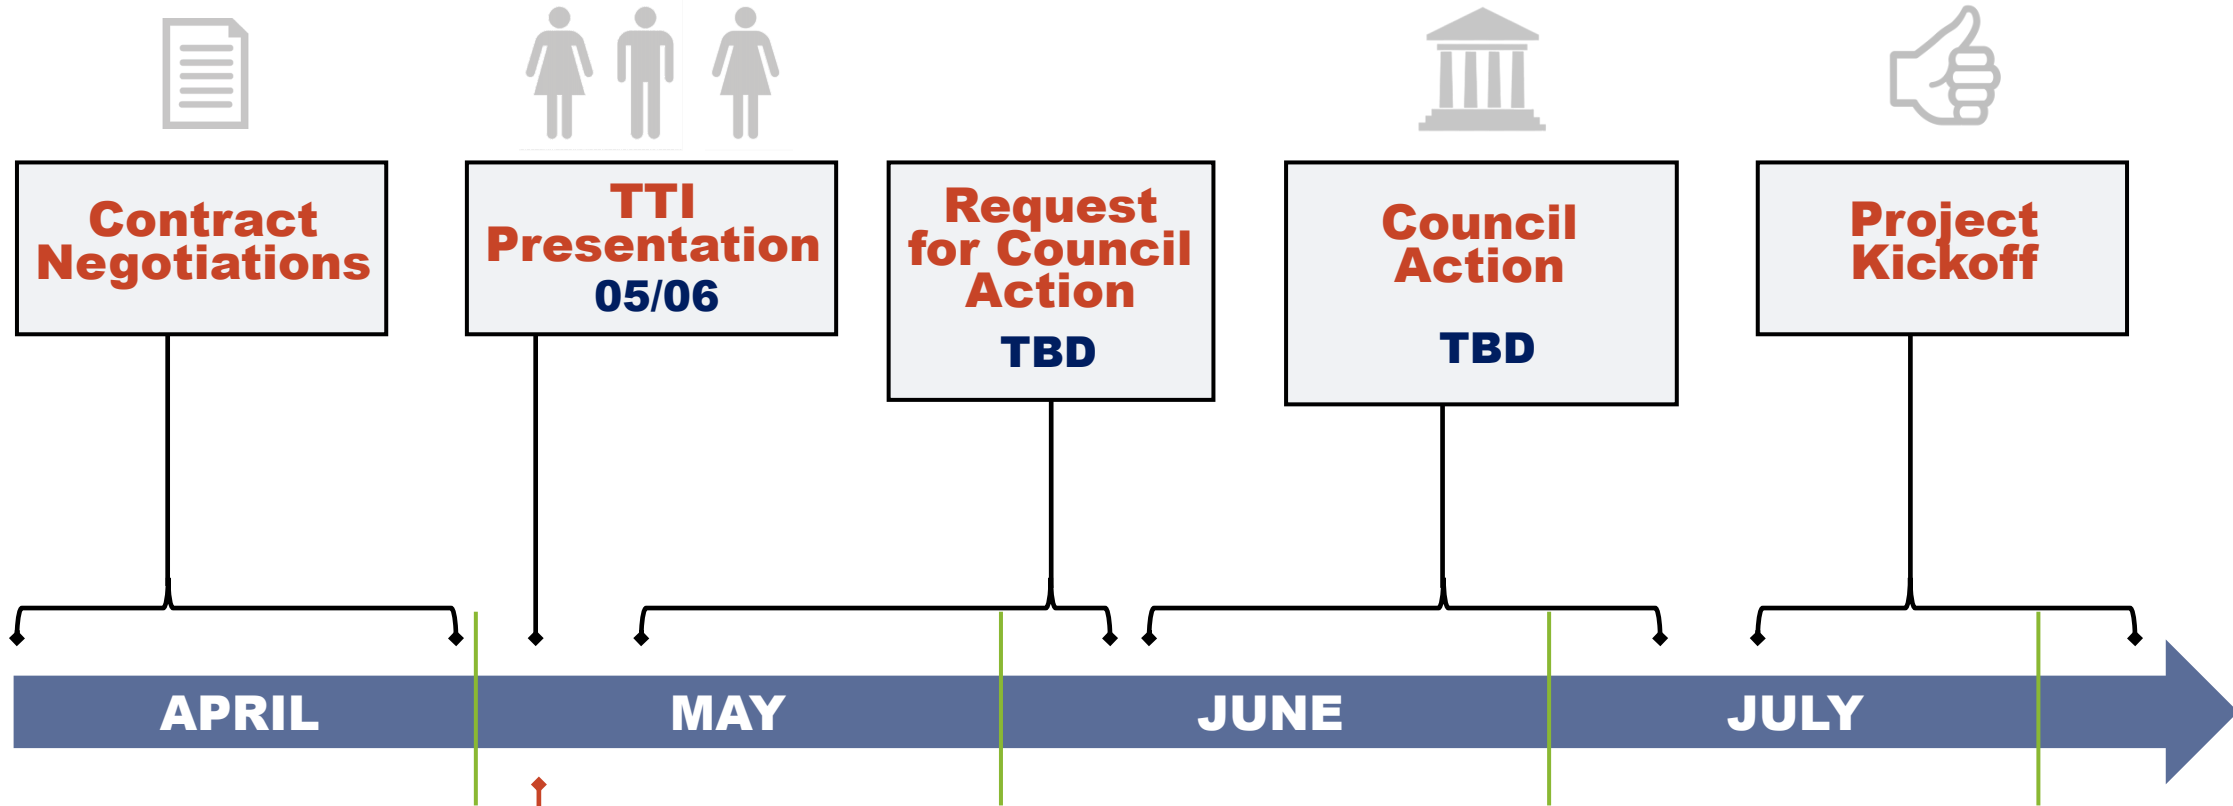 Contract
Negotiations
TTI
Presentation
05/06
Request
for Council
Action
TBD
Council
Action
TBD
Project
Kickoff
APRIL
MAY
JUNE
JULY